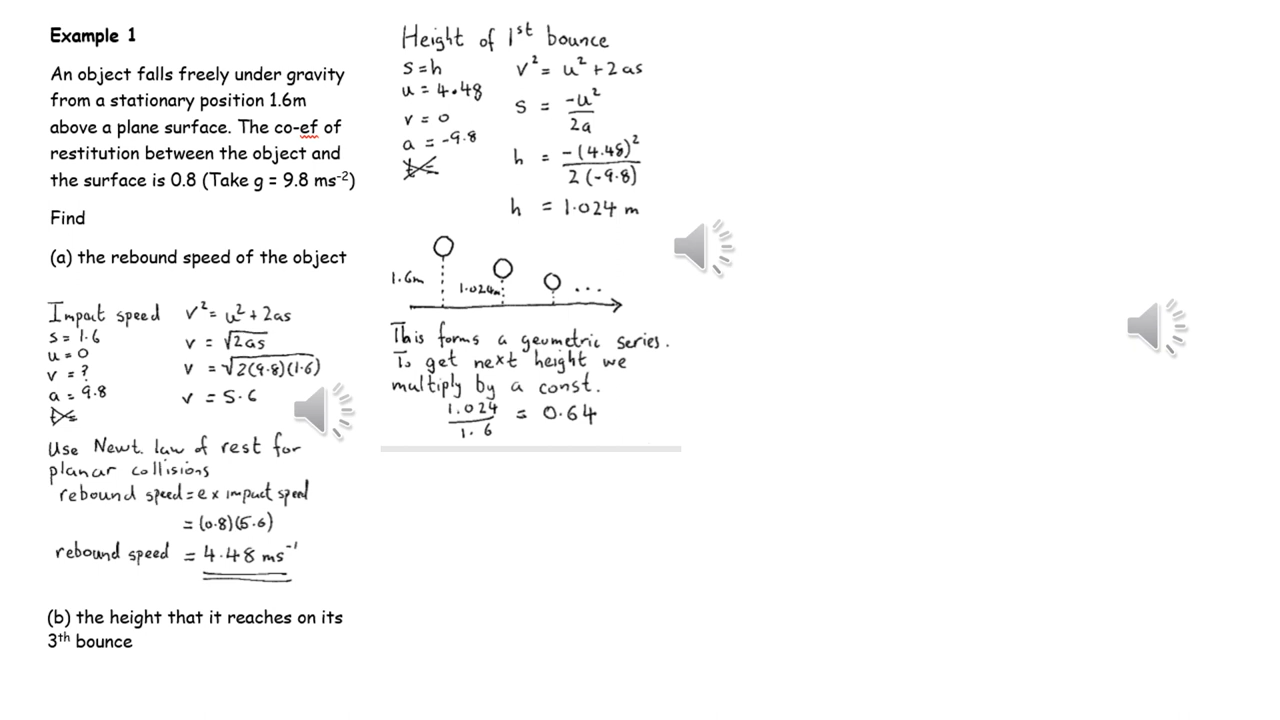 Example 1
An object falls freely under gravity
from a stationary position 1.6m
above a plane surface. The co-ef of
restitution between the object and
the surface is 0.8 (Take g = 9.8 ms⁻²)
Find
(a) the rebound speed of the object
Impact speed
s = 1.6
u = 0
v = ?
a = 9.8
t=
v² = u² + 2as
v = √2as
v = √2(9.8)(1.6)
v = 5.6
Use Newt. law of rest for
planar collisions
rebound speed = e × impact speed
= (0.8)(5.6)
rebound speed = 4.48 ms⁻¹
(b) the height that it reaches on its
3ᵗʰ bounce
Height of 1ˢᵗ bounce
s = h
u = 4.48
v = 0
a = -9.8
t=
v² = u² + 2as
s = -u²/2a
h = -(4.48)²/2(-9.8)
h = 1.024 m
1.6m
1.024m
...
This forms a geometric series.
To get next height we
multiply by a const.
1.024/1.6 = 0.64